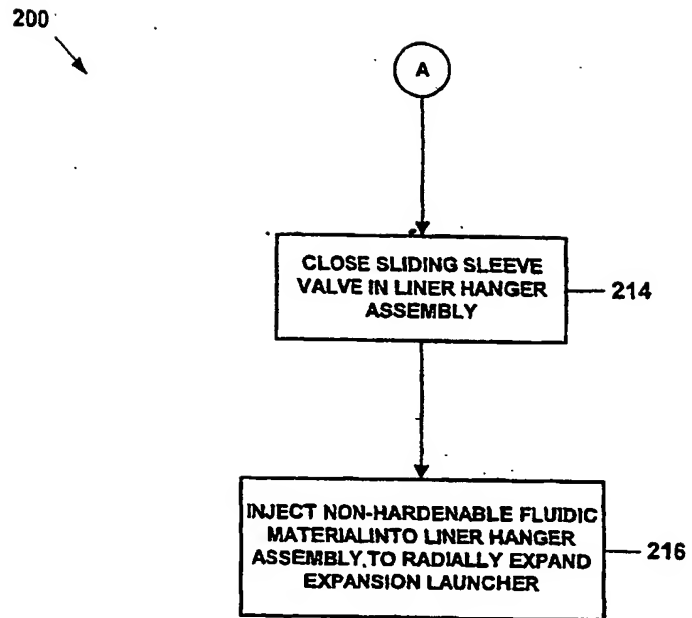 200
A
CLOSE SLIDING SLEEVE
VALVE IN LINER HANGER
ASSEMBLY
214
INJECT NON-HARDENABLE FLUIDIC
MATERIALINTO LINER HANGER
ASSEMBLY, TO RADIALLY EXPAND
EXPANSION LAUNCHER
216